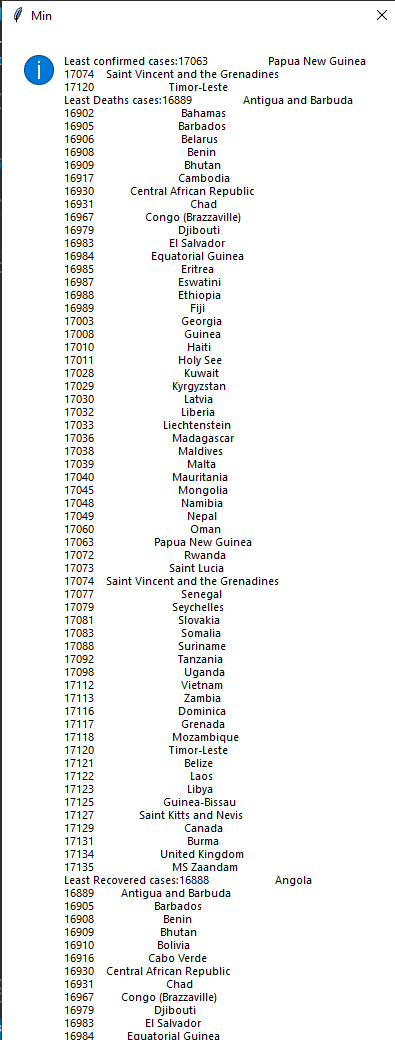 Min
Least confirmed cases:17063 Papua New Guinea
17074 Saint Vincent and the Grenadines
17120 Timor-Leste
Least Deaths cases:16889 Antigua and Barbuda
16902 Bahamas
16905 Barbados
16906 Belarus
16908 Benin
16909 Bhutan
16917 Cambodia
16930 Central African Republic
16931 Chad
16967 Congo (Brazzaville)
16979 Djibouti
16983 El Salvador
16984 Equatorial Guinea
16985 Eritrea
16987 Eswatini
16988 Ethiopia
16989 Fiji
17003 Georgia
17008 Guinea
17010 Haiti
17011 Holy See
17028 Kuwait
17029 Kyrgyzstan
17030 Latvia
17032 Liberia
17033 Liechtenstein
17036 Madagascar
17038 Maldives
17039 Malta
17040 Mauritania
17045 Mongolia
17048 Namibia
17049 Nepal
17060 Oman
17063 Papua New Guinea
17072 Rwanda
17073 Saint Lucia
17074 Saint Vincent and the Grenadines
17077 Senegal
17079 Seychelles
17081 Slovakia
17083 Somalia
17088 Suriname
17092 Tanzania
17098 Uganda
17112 Vietnam
17113 Zambia
17116 Dominica
17117 Grenada
17118 Mozambique
17120 Timor-Leste
17121 Belize
17122 Laos
17123 Libya
17125 Guinea-Bissau
17127 Saint Kitts and Nevis
17129 Canada
17131 Burma
17134 United Kingdom
17135 MS Zaandam
Least Recovered cases:16888 Angola
16889 Antigua and Barbuda
16905 Barbados
16908 Benin
16909 Bhutan
16910 Bolivia
16916 Cabo Verde
16930 Central African Republic
16931 Chad
16967 Congo (Brazzaville)
16979 Djibouti
16983 El Salvador
16984 Equatorial Guinea